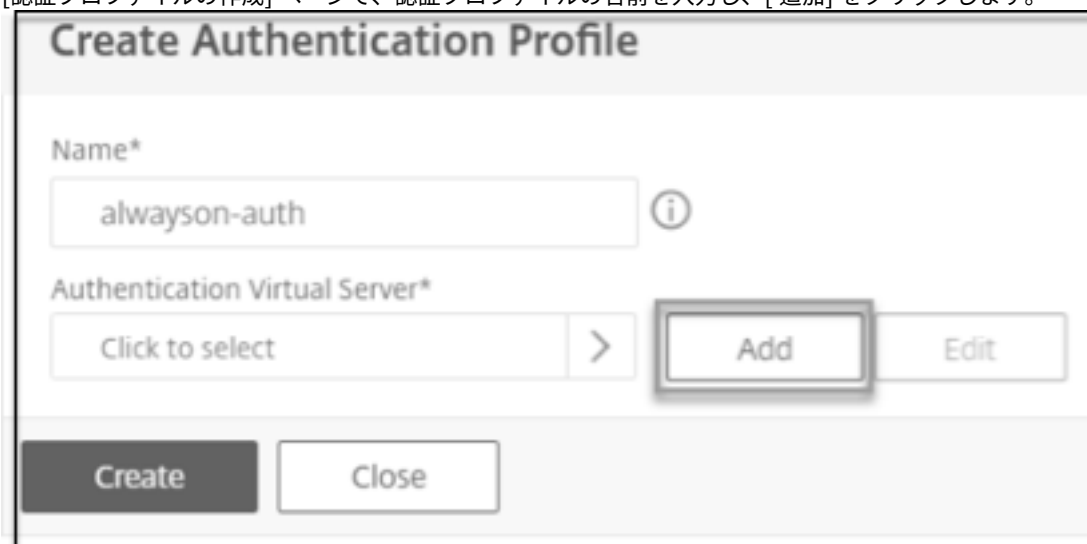 [認証プロファイルの作成] ページで、認証プロファイルの名前を入力し、[ 追加] をクリックします。
Create Authentication Profile
Name*
alwayson-auth
Authentication Virtual Server*
Click to select
Add
Edit
Create
Close